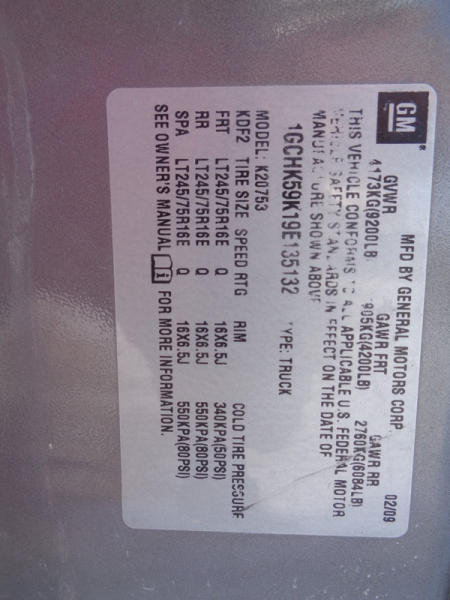 GM
MFD BY GENERAL MOTORS CORP 02/09
GVWR GAWR FRT GAWR RR
4173KG(9200LB) 905KG(4200LB) 2760KG(6084LB)
THIS VEHICLE CONFORMS TO ALL APPLICABLE U.S. FEDERAL MOTOR
VEHICLE SAFETY STANDARDS IN EFFECT ON THE DATE OF
MANUFACTURE SHOWN ABOVE
1GCHK59K19E135132 TYPE: TRUCK
MODEL: K20753
KDF2 TIRE SIZE SPEED RTG RIM COLD TIRE PRESSURE
FRT LT245/75R16E Q 16X6.5J 340KPA(50PSI)
RR LT245/75R16E Q 16X6.5J 550KPA(80PSI)
SPA LT245/75R16E Q 16X6.5J 550KPA(80PSI)
SEE OWNER'S MANUAL FOR MORE INFORMATION.